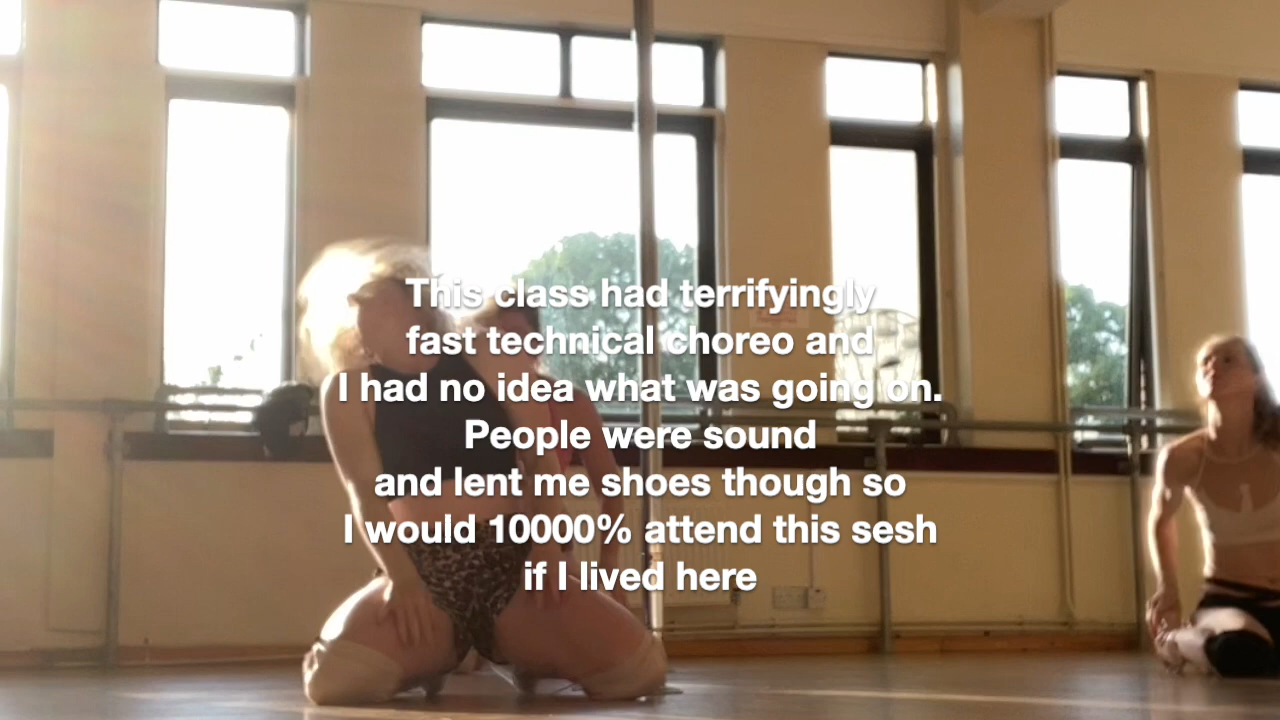 This class had terrifyingly
fast technical choreo and
I had no idea what was going on.
People were sound
and lent me shoes though so
I would 10000% attend this sesh
if I lived here